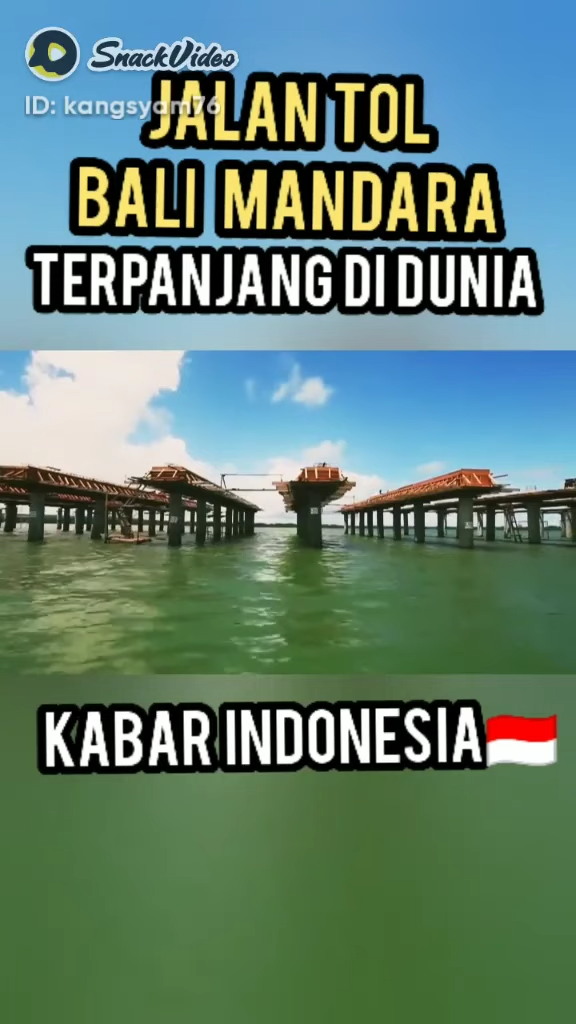 SnackVideo
ID: kangsyam76
JALAN TOL
BALI MANDARA
TERPANJANG DI DUNIA
KABAR INDONESIA